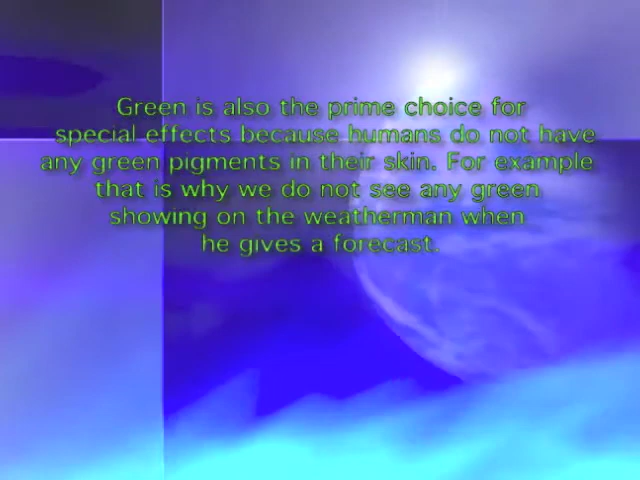 Green is also the prime choice for
special effects because humans do not have
any green pigments in their skin. For example
that is why we do not see any green
showing on the weatherman when
he gives a forecast.